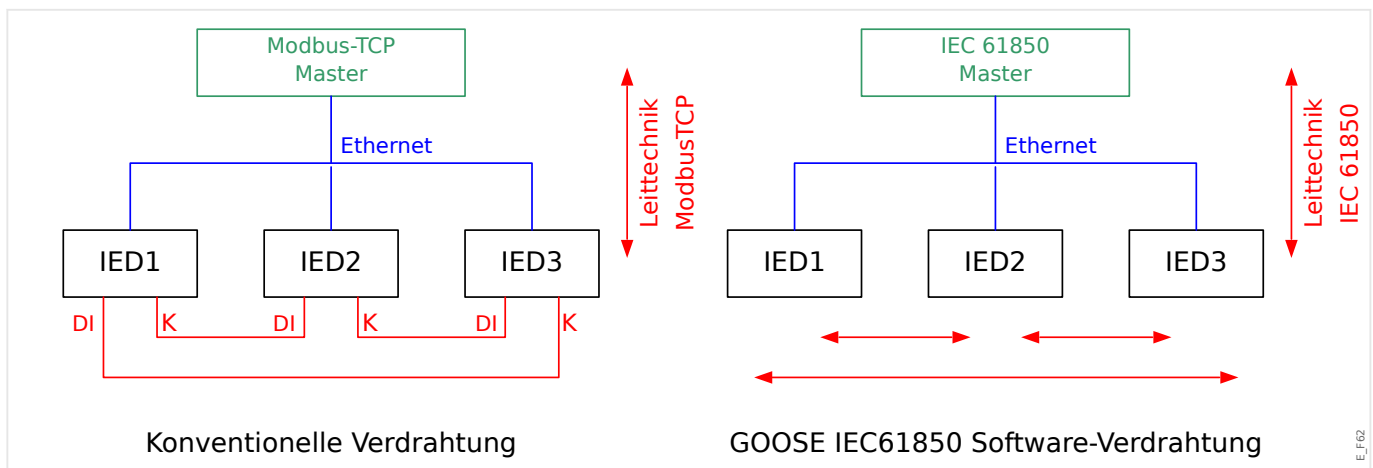 Modbus-TCP
Master
Ethernet
Leittechnik
ModbusTCP
IED1
IED2
IED3
DI
K
DI
K
DI
K
Konventionelle Verdrahtung
IEC 61850
Master
Ethernet
Leittechnik
IEC 61850
IED1
IED2
IED3
GOOSE IEC61850 Software-Verdrahtung
E_F62